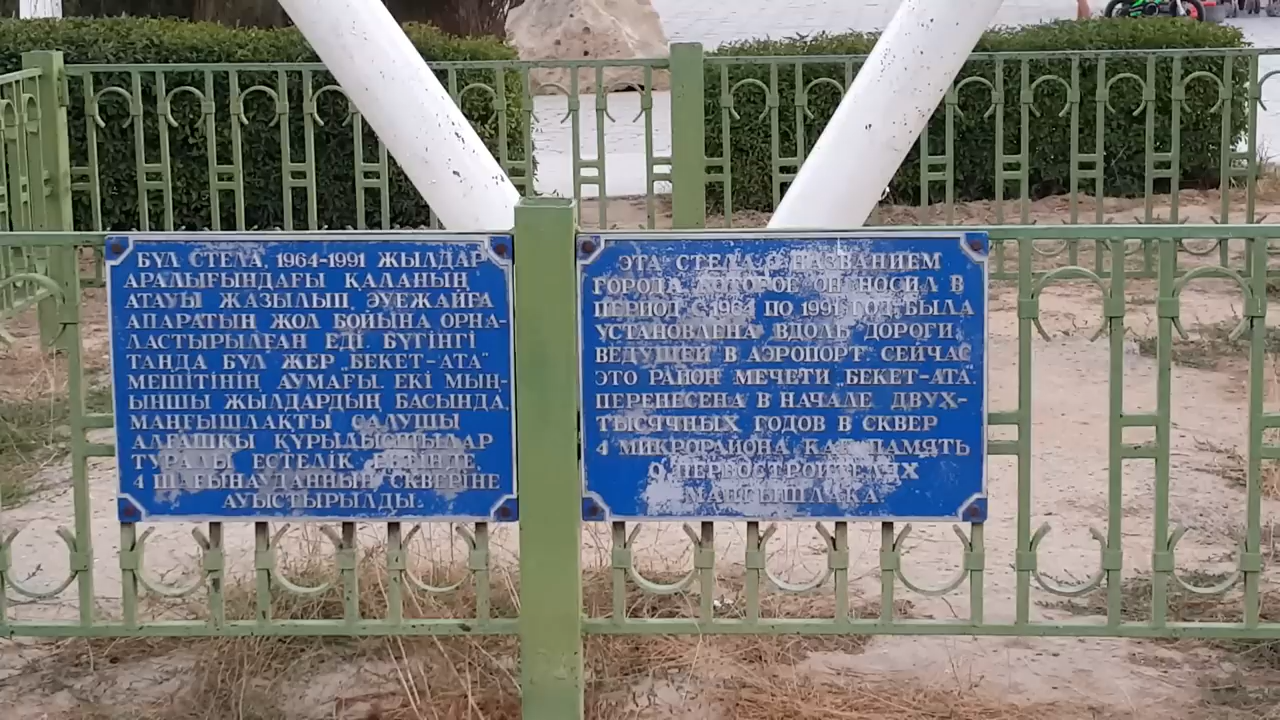 БҰЛ СТЕЛА, 1964-1991 ЖЫЛДАР
АРАЛЫҒЫНДАҒЫ ҚАЛАНЫҢ
АТАУЫ ЖАЗЫЛЫП, ӘУЕЖАЙҒА
АПАРАТЫН ЖОЛ БОЙЫНА ОРНА-
ЛАСТЫРЫЛҒАН ЕДІ. БҮГІНГІ
ТАҢДА БҰЛ ЖЕР „БЕКЕТ-АТА"
МЕШІТІНІҢ АУМАҒЫ. ЕКІ МЫҢ-
ЫНШЫ ЖЫЛДАРДЫҢ БАСЫНДА,
МАҢҒЫШЛАҚТЫ САЛУШЫ
АЛҒАШҚЫ ҚҰРЫЛЫСШЫЛАР
ТУРАЛЫ ЕСТЕЛІК РЕТІНДЕ,
4 ШАҒЫНАУДАННЫҢ СКВЕРІНЕ
АУЫСТЫРЫЛДЫ.
ЭТА СТЕЛА С НАЗВАНИЕМ
ГОРОДА, КОТОРОЕ ОН НОСИЛ В
ПЕРИОД С 1964 ПО 1991 ГОД, БЫЛА
УСТАНОВЛЕНА ВДОЛЬ ДОРОГИ,
ВЕДУЩЕЙ В АЭРОПОРТ. СЕЙЧАС
ЭТО РАЙОН МЕЧЕТИ „БЕКЕТ-АТА".
ПЕРЕНЕСЕНА В НАЧАЛЕ ДВУХ-
ТЫСЯЧНЫХ ГОДОВ В СКВЕР
4 МИКРОРАЙОНА КАК ПАМЯТЬ
О ПЕРВОСТРОИТЕЛЯХ
МАНГЫШЛАКА.